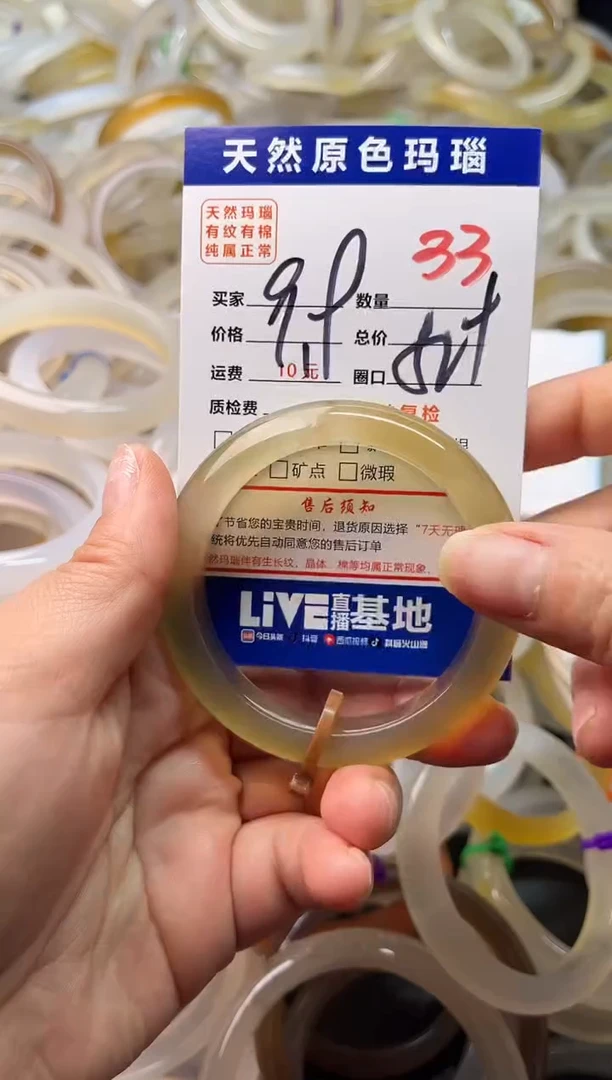 天然原色玛瑙
天然玛瑙
有纹有棉
纯属正常
33
买家
数量
价格
总价
运费 10元
圈口
质检费
复检
□矿点 □微瑕
售后须知
节省您的宝贵时间，退货原因选择“7天无理
统将优先自动同意您的售后订单
然玛瑙伴有生长纹、晶体、棉等均属正常现象、
LiVE直播基地
今日头条 抖音 西瓜视频 抖音火山版